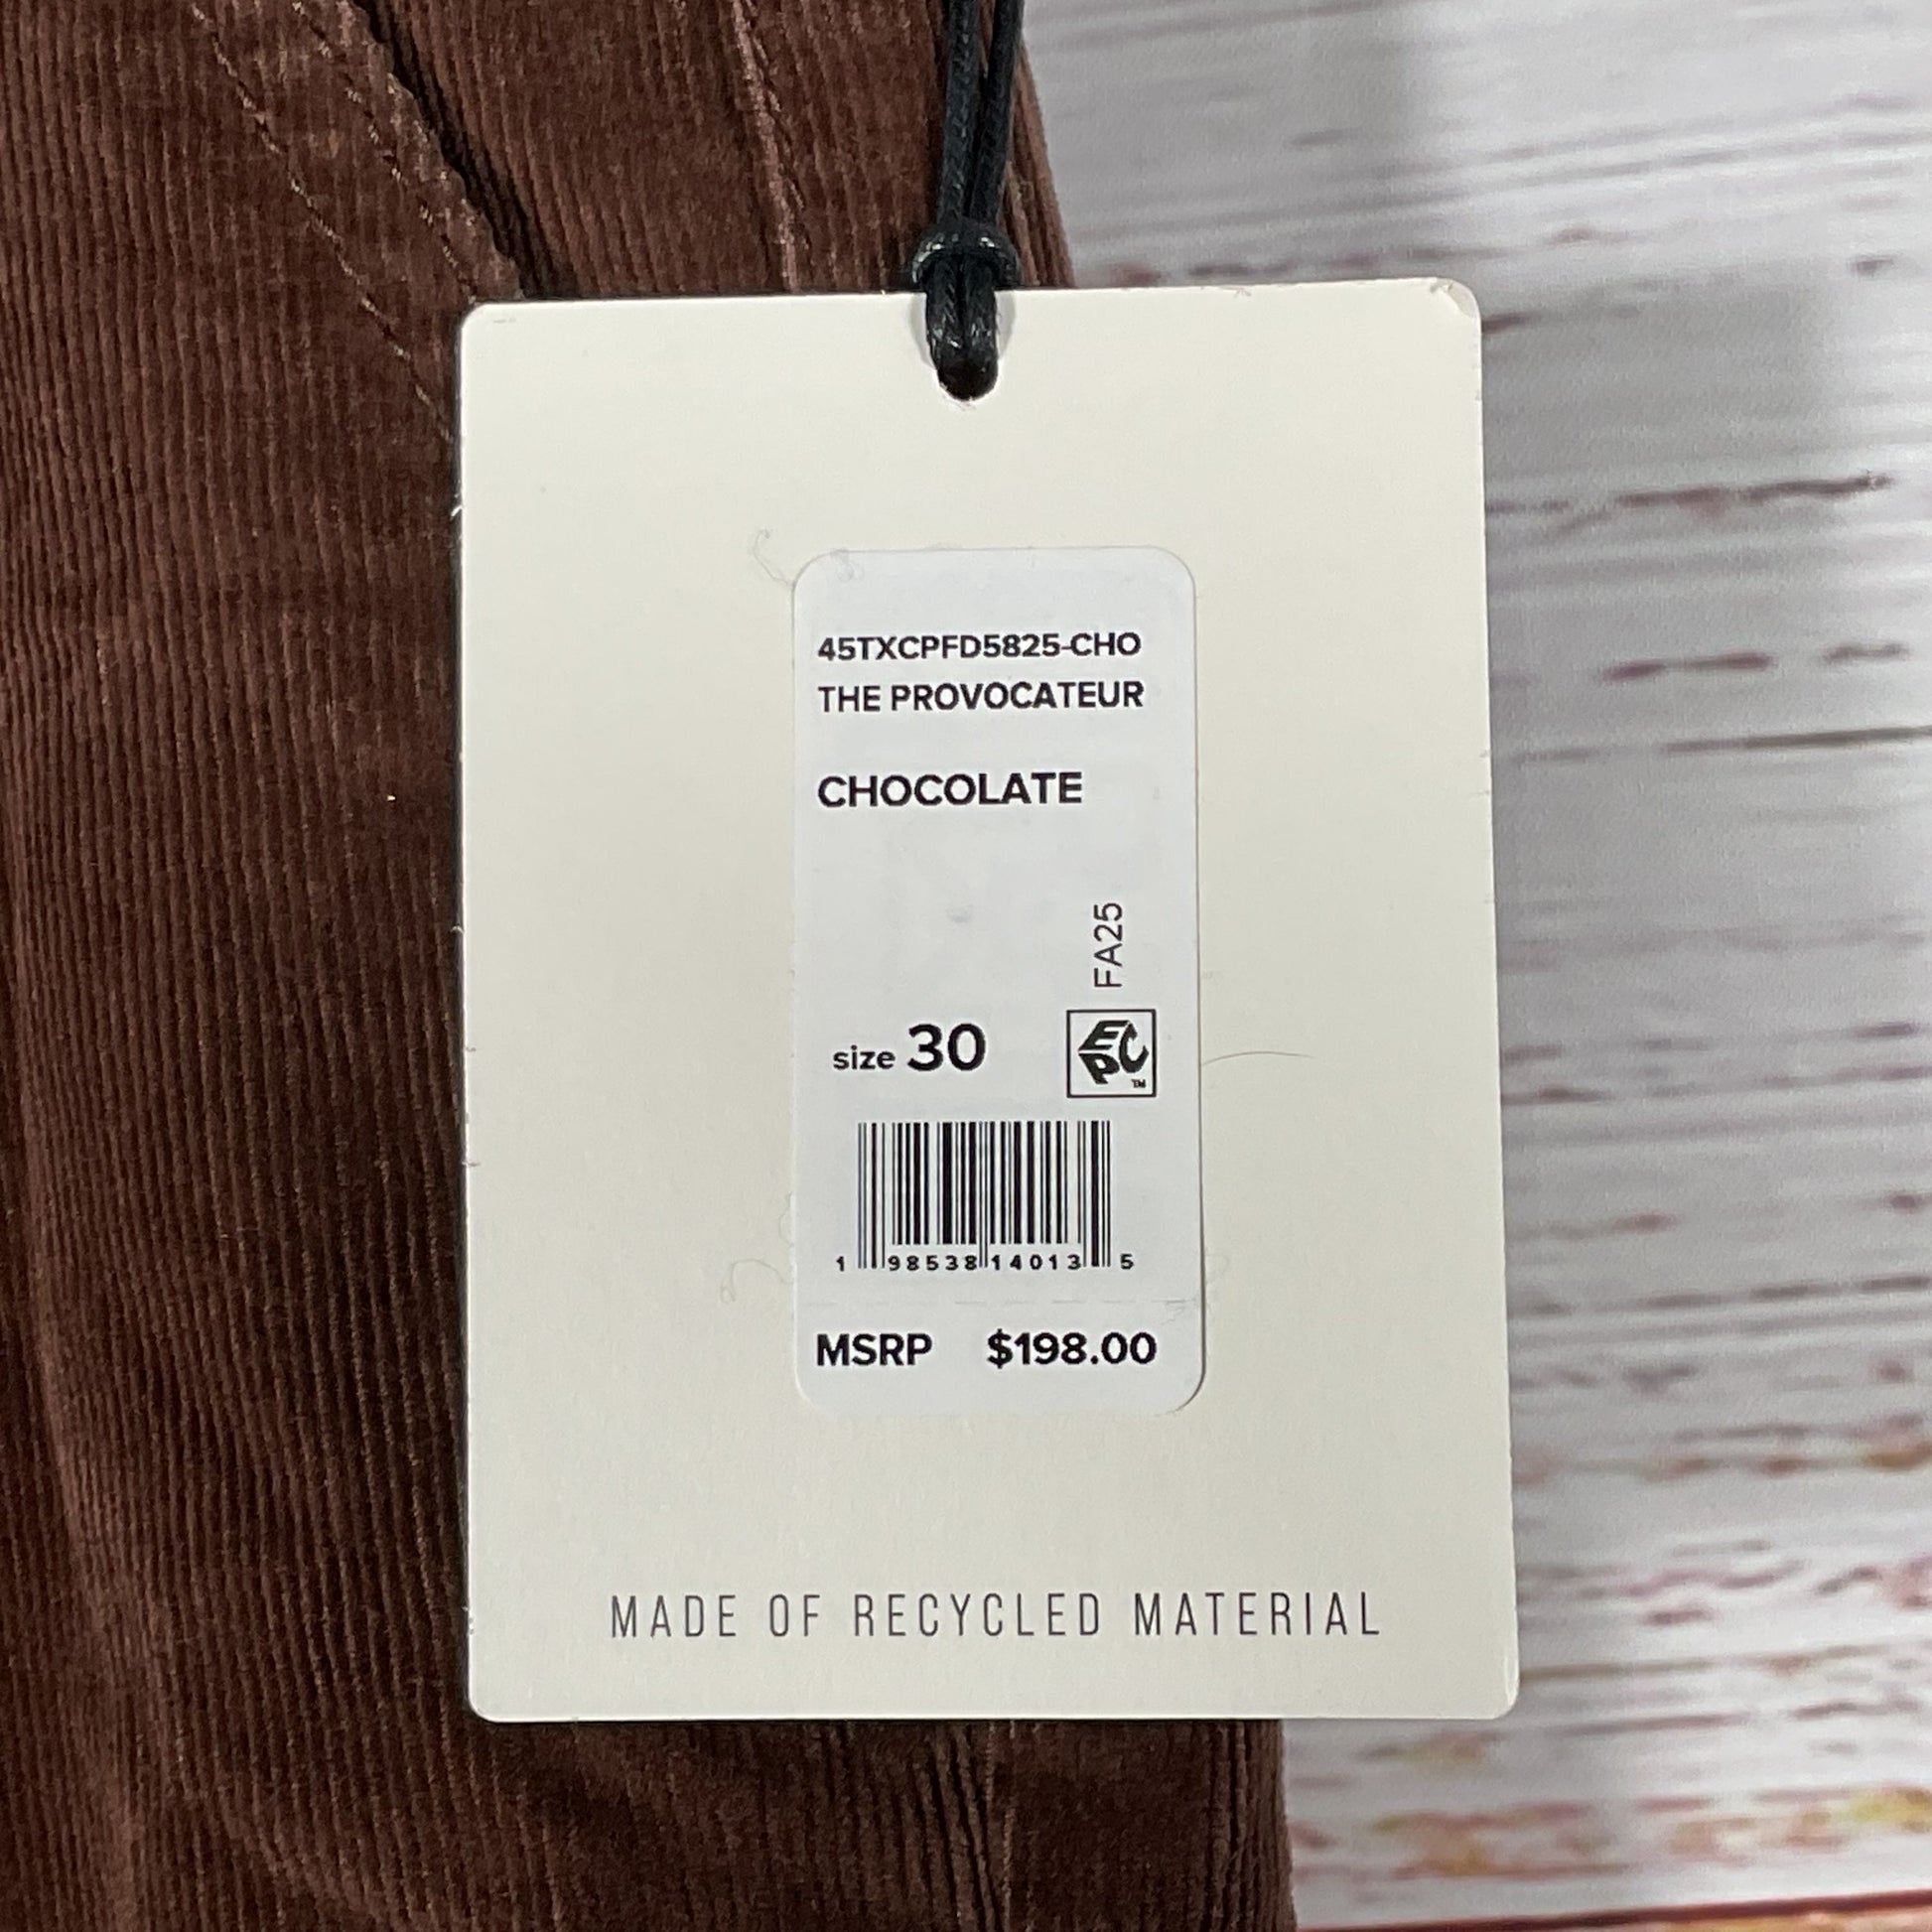 45TXCPFD5825-CHO
THE PROVOCATEUR
CHOCOLATE
FA25
size 30
EPC
TM
1 98538 14013 5
MSRP $198.00
MADE OF RECYCLED MATERIAL